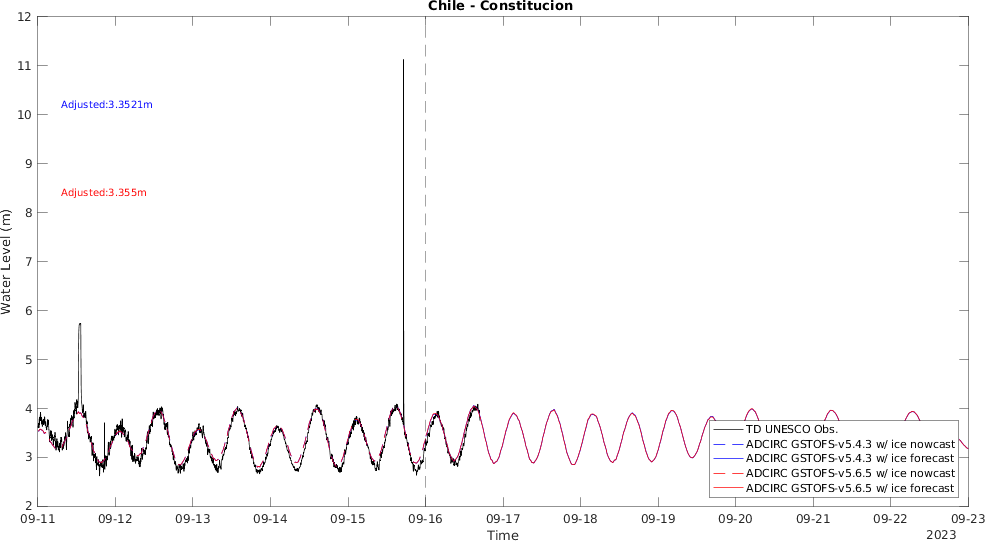 Chile - Constitucion
12
11
10
9
8
7
6
5
4
3
2
Water Level (m)
Adjusted:3.3521m
Adjusted:3.355m
TD UNESCO Obs.
ADCIRC GSTOFS-v5.4.3 w/ ice nowcast
ADCIRC GSTOFS-v5.4.3 w/ ice forecast
ADCIRC GSTOFS-v5.6.5 w/ ice nowcast
ADCIRC GSTOFS-v5.6.5 w/ ice forecast
09-11 09-12 09-13 09-14 09-15 09-16 09-17 09-18 09-19 09-20 09-21 09-22 09-23
Time
2023